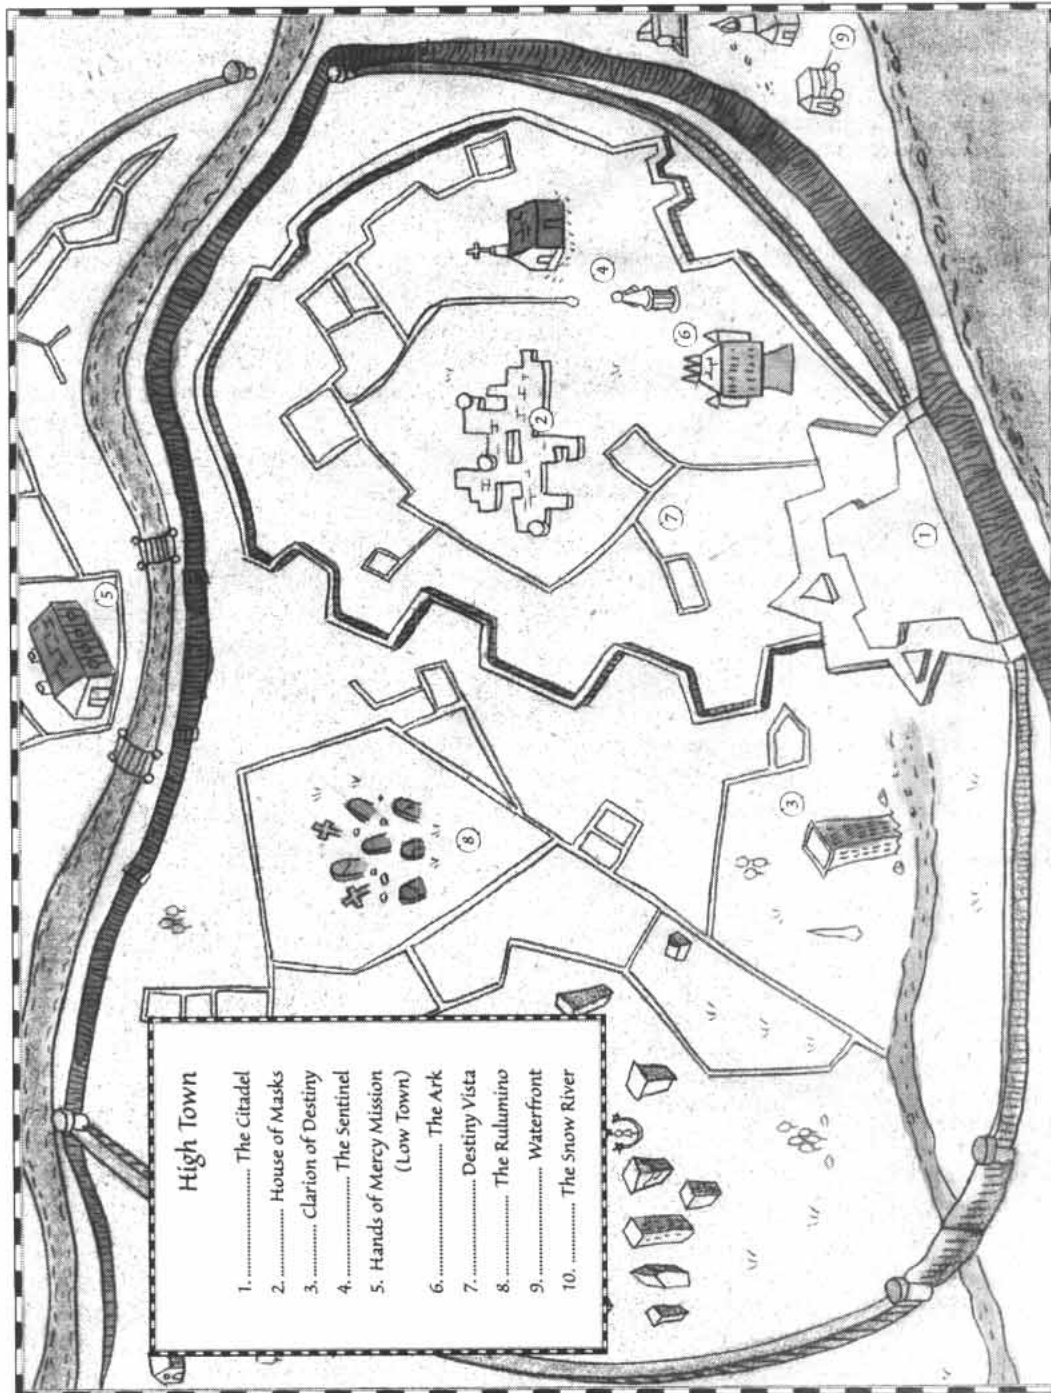 High Town
1. ........................ The Citadel
2. ............... House of Masks
3. .......... Clarion of Destiny
4. ..................... The Sentinel
5. Hands of Mercy Mission
(Low Town)
6. ........................... The Ark
7. ................. Destiny Vista
8. ............... The Rulumino
9. ..................... Waterfront
10. ............ The Snow River
5
8
2
4
7
6
3
9
1